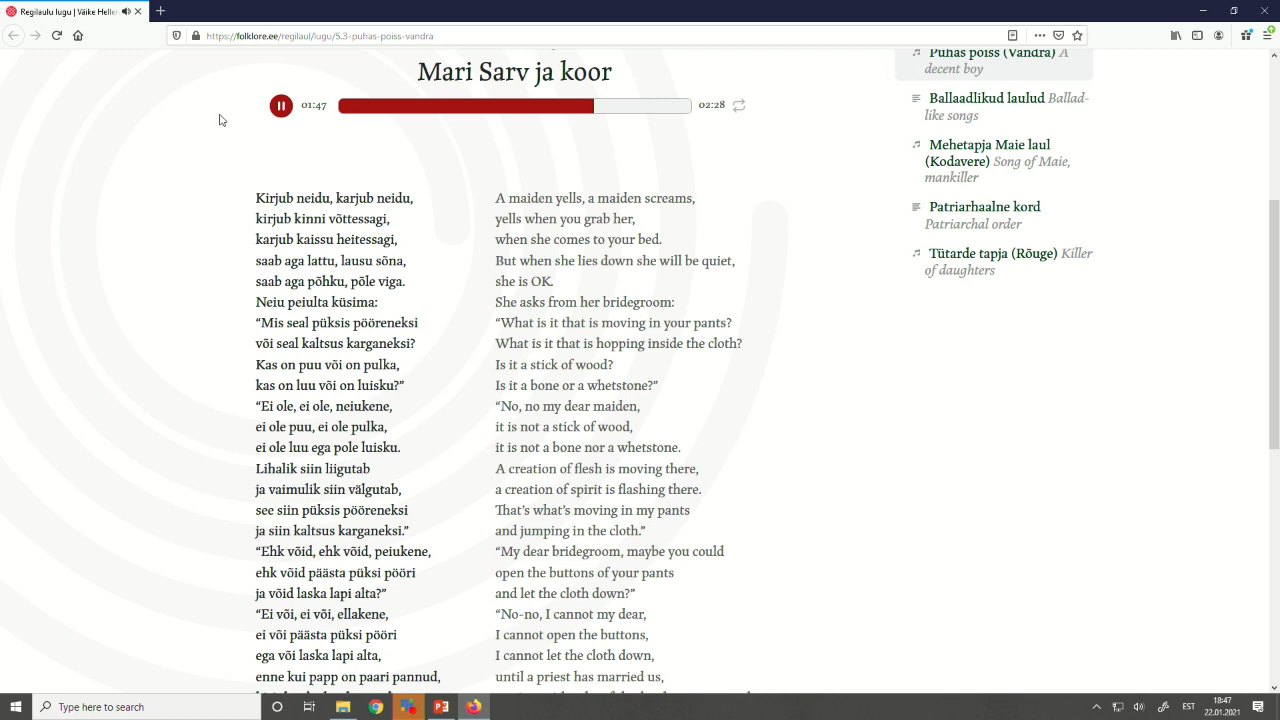 Regilaulu lugu | Väike Heller
https://folklore.ee/regilaul/lugu/5.3-puhas-poiss-vandra
Mari Sarv ja koor
01:47
02:28
Kirjub neidu, karjub neidu,
kirjub kinni võttessagi,
karjub kaissu heitessagi,
saab aga lattu, lausu sõna,
saab aga põhku, põle viga.
Neiu peiulta küsima:
“Mis seal püksis pööreneksi
või seal kaltsus karganeksi?
Kas on puu või on pulka,
kas on luu või on luisku?”
“Ei ole, ei ole, neiukene,
ei ole puu, ei ole pulka,
ei ole luu ega pole luisku.
Lihalik siin liigutab
ja vaimulik siin välgutab,
see siin püksis pööreneksi
ja siin kaltsus karganeksi.”
“Ehk võid, ehk võid, peiukene,
ehk võid päästa püksi pööri
ja võid laska lapi alta?”
“Ei või, ei või, ellakene,
ei või päästa püksi pööri
ega või laska lapi alta,
enne kui papp on paari pannud,
A maiden yells, a maiden screams,
yells when you grab her,
when she comes to your bed.
But when she lies down she will be quiet,
she is OK.
She asks from her bridegroom:
“What is it that is moving in your pants?
What is it that is hopping inside the cloth?
Is it a stick of wood?
Is it a bone or a whetstone?”
“No, no my dear maiden,
it is not a stick of wood,
it is not a bone nor a whetstone.
A creation of flesh is moving there,
a creation of spirit is flashing there.
That’s what’s moving in my pants
and jumping in the cloth.”
“My dear bridegroom, maybe you could
open the buttons of your pants
and let the cloth down?”
“No-no, I cannot my dear,
I cannot open the buttons,
I cannot let the cloth down,
until a priest has married us,
Puhas poiss (Vändra) A
decent boy
Ballaadlikud laulud Ballad-
like songs
Mehetapja Maie laul
(Kodavere) Song of Maie,
mankiller
Patriarhaalne kord
Patriarchal order
Tütarde tapja (Rõuge) Killer
of daughters
Type here to search
EST
18:47
22.01.2021